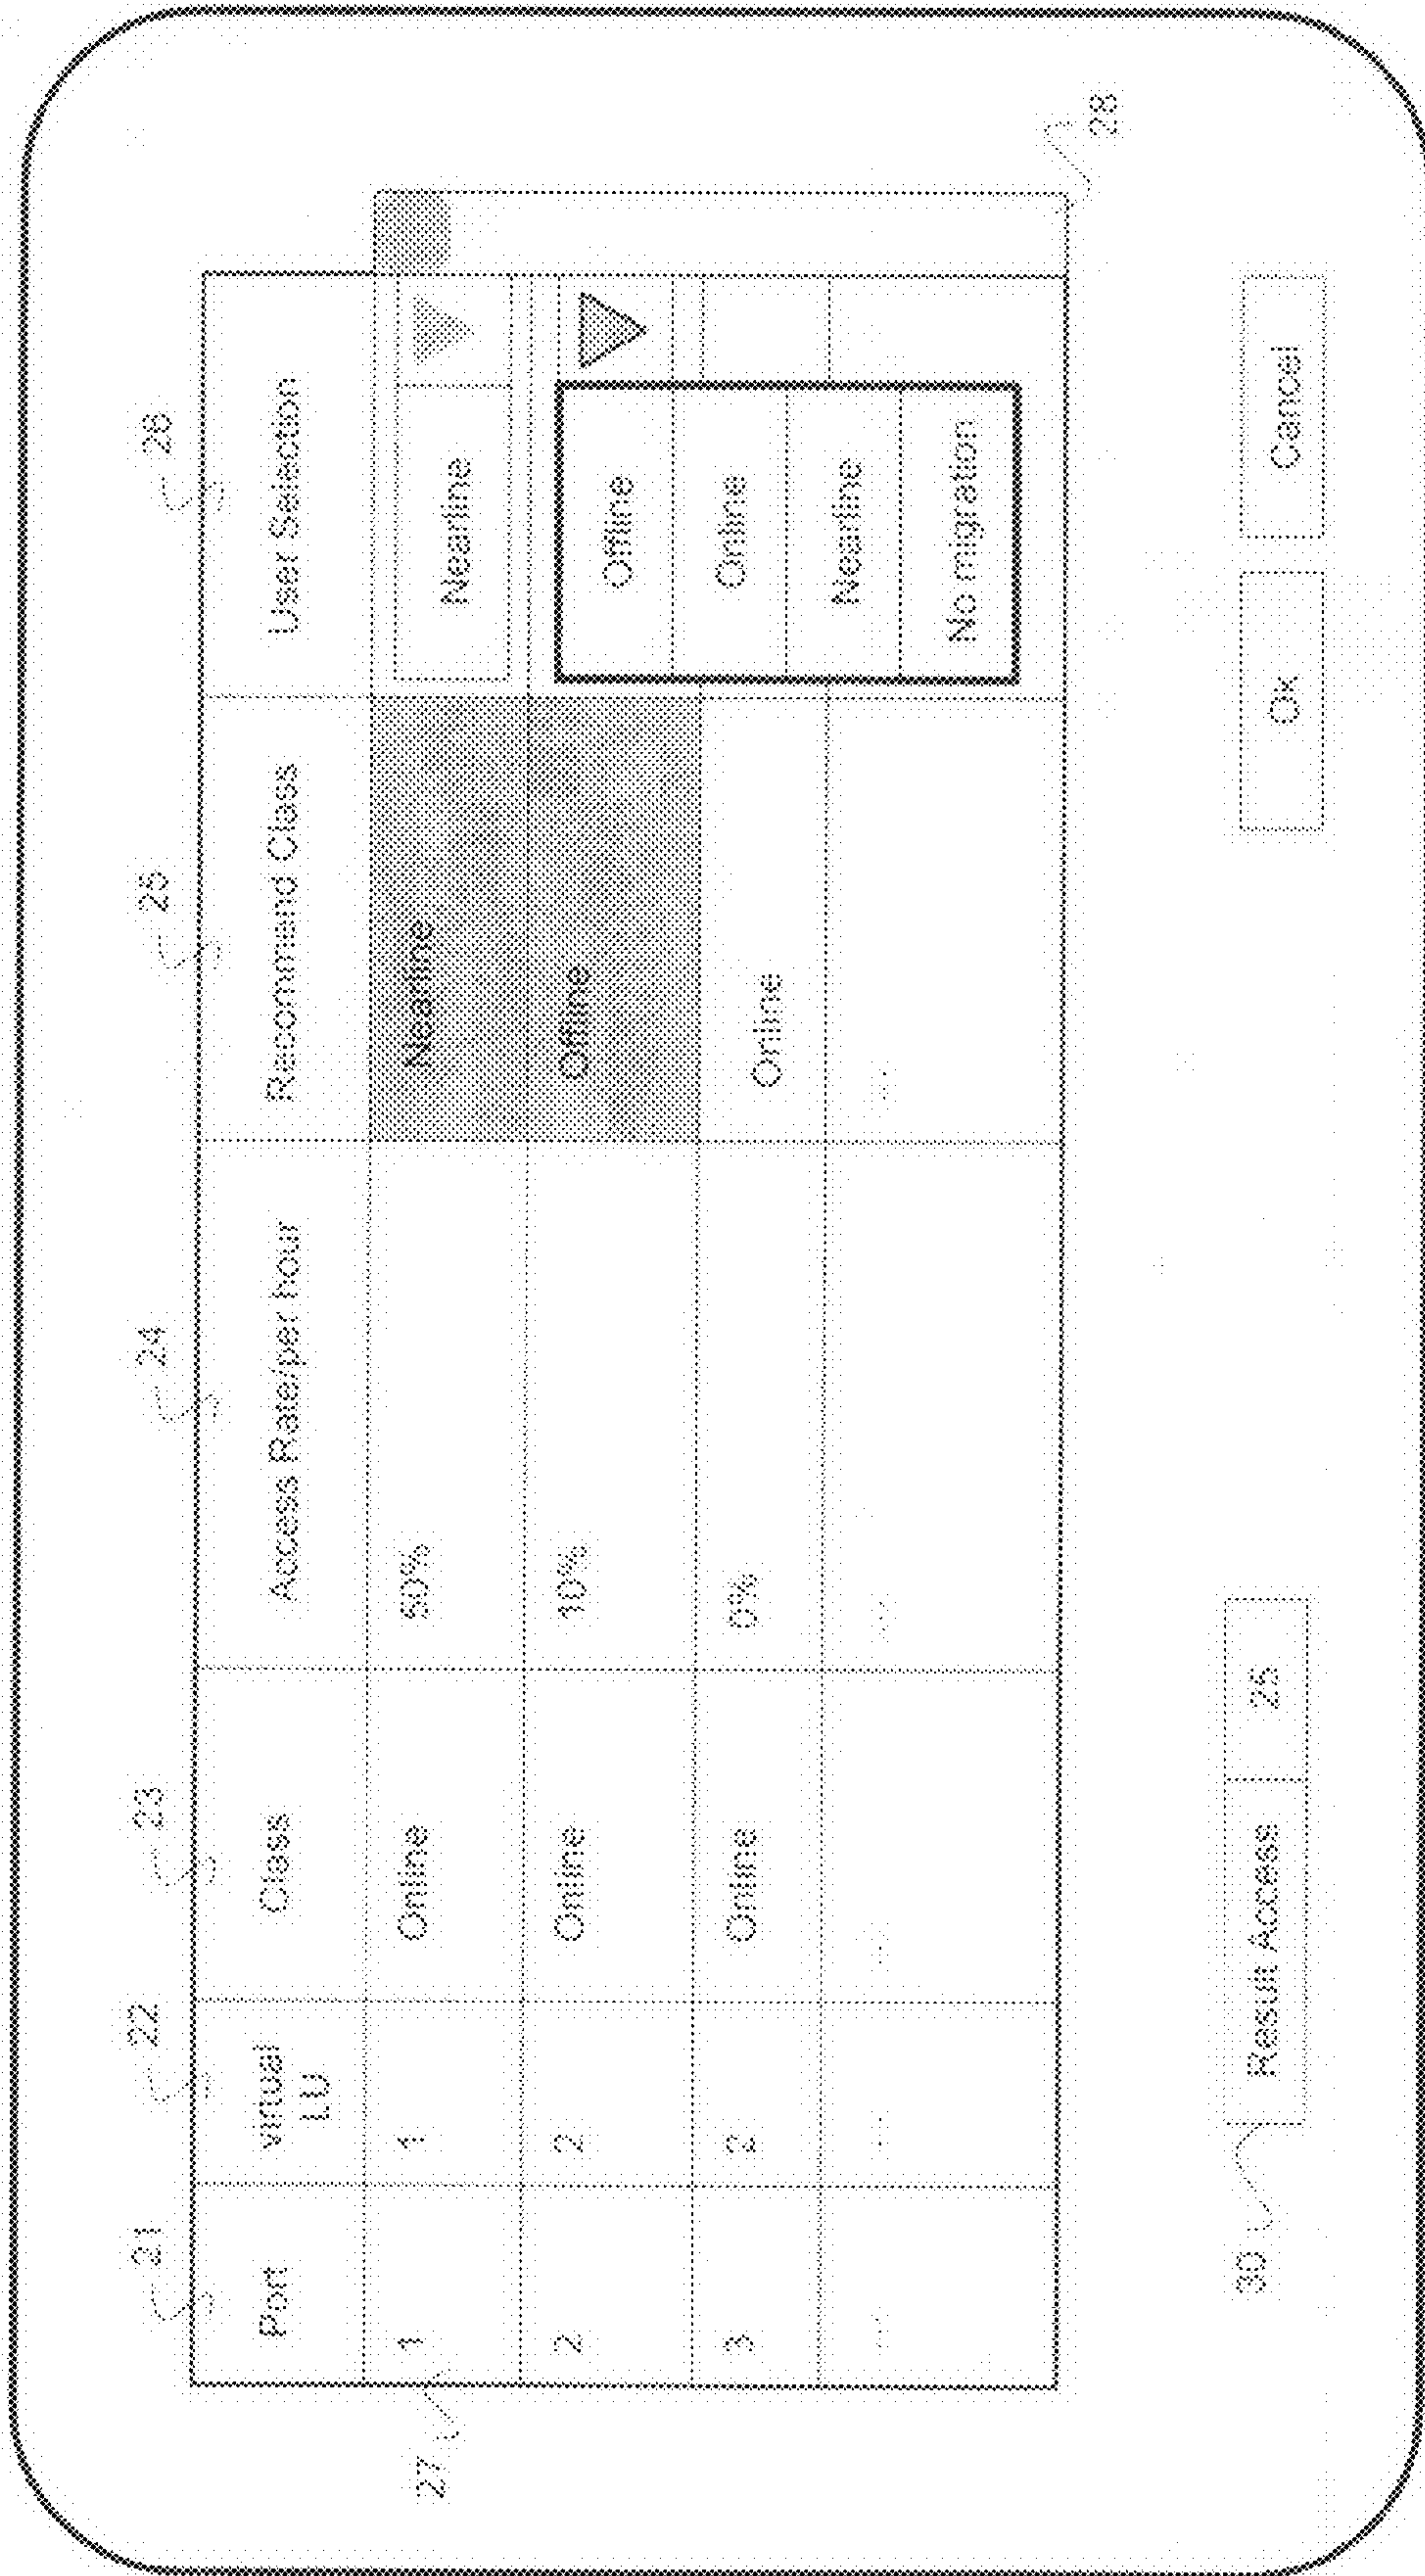 21 22 23 24 25 28
Port virtual LU Class Access Rate/per hour Recommend Class User Selection
27
1 1 Online 50% Nearline Nearline
2 2 Online 10% Offline Offline
Online
Nearline
No migration
3 2 Online 0% Online
... ... ... ... ...
28
30 Result Access 25 Ok Cancel